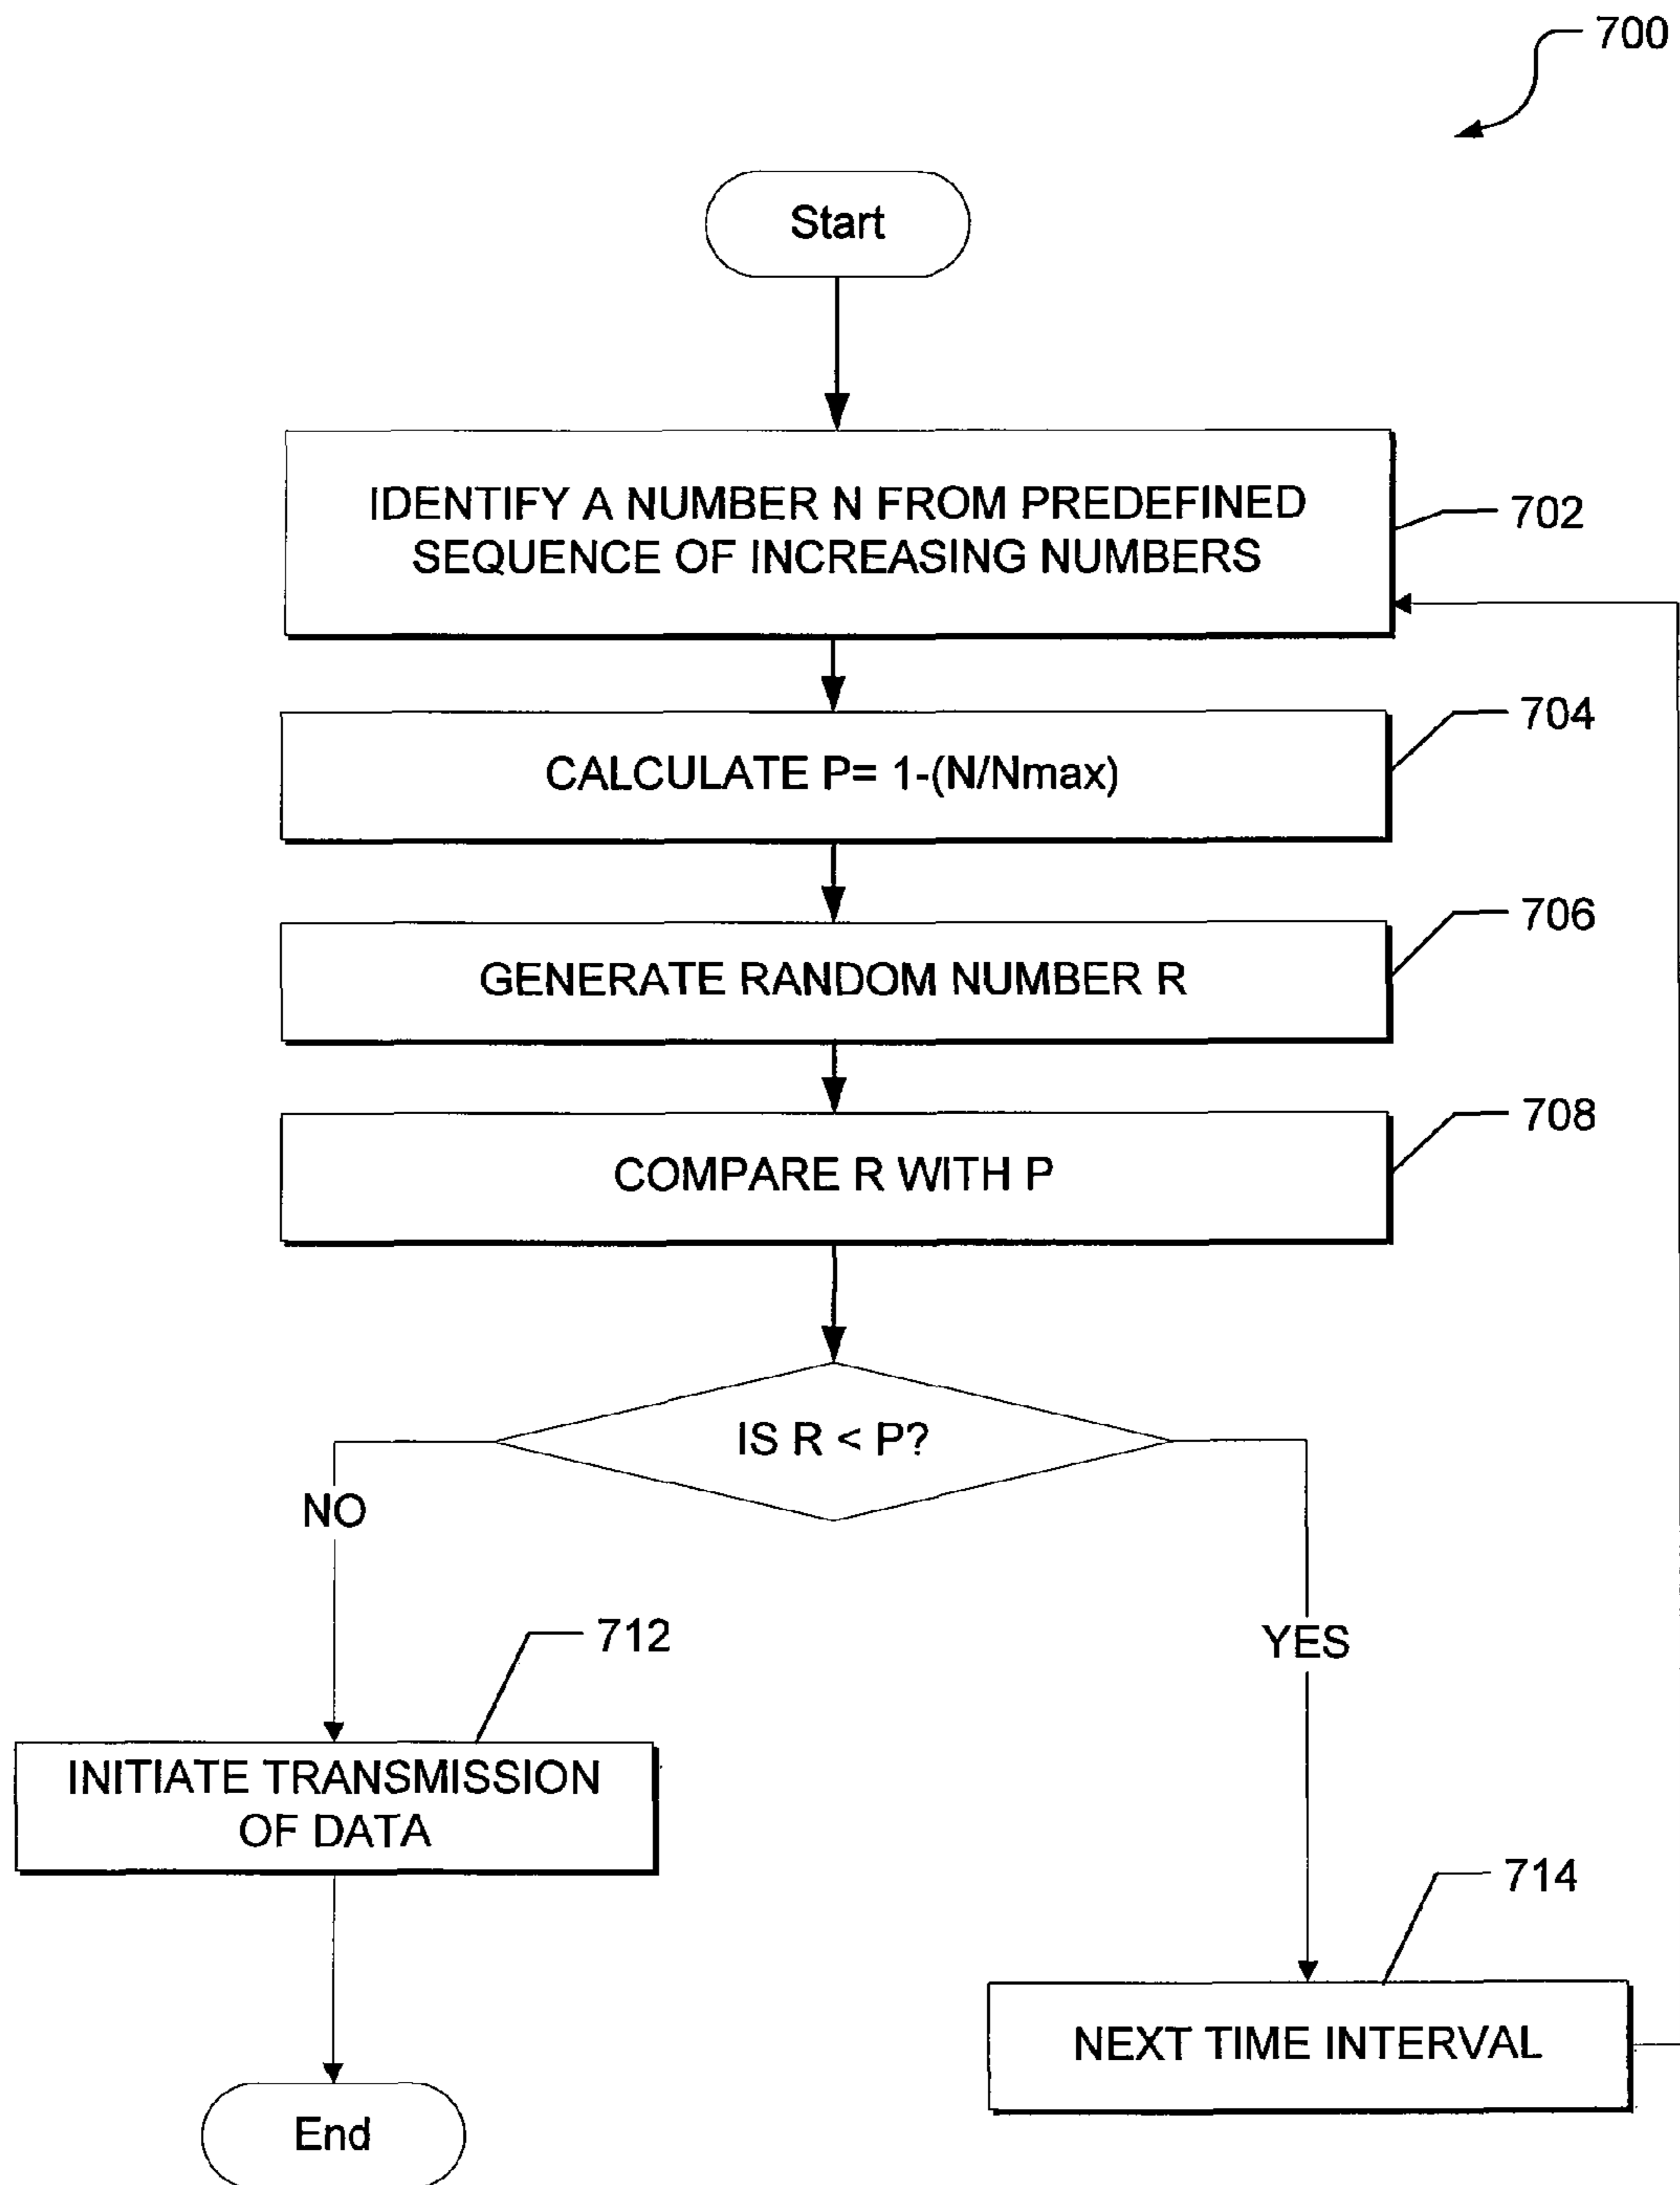 700
Start
IDENTIFY A NUMBER N FROM PREDEFINED
SEQUENCE OF INCREASING NUMBERS
702
704
CALCULATE P= 1-(N/Nmax)
706
GENERATE RANDOM NUMBER R
708
COMPARE R WITH P
IS R < P?
NO
YES
712
INITIATE TRANSMISSION
OF DATA
714
NEXT TIME INTERVAL
End